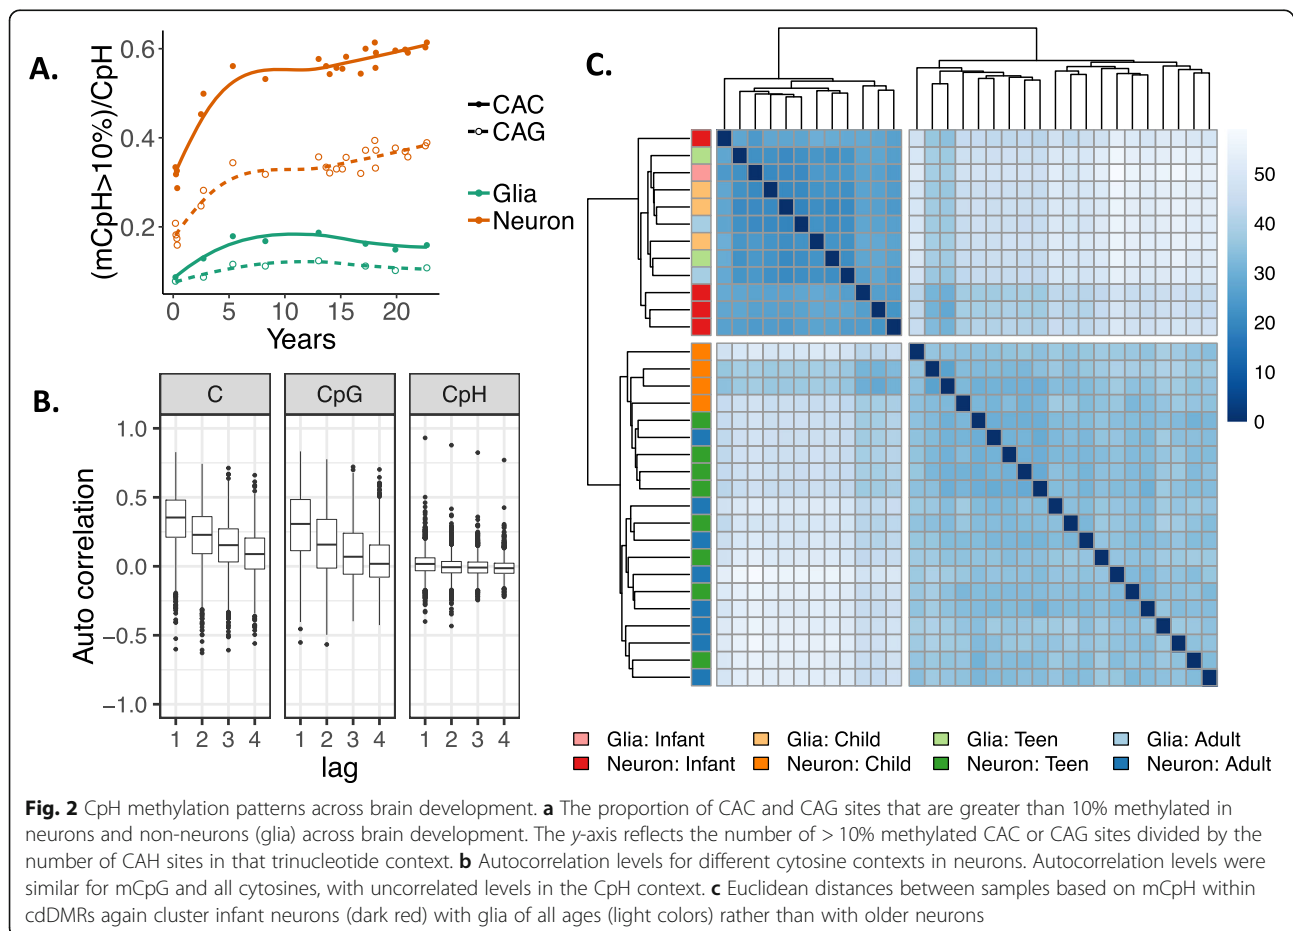 A.
(mCpH>10%)/CpH
0.6
0.4
0.2
0 5 10 15 20
Years
CAC
CAG
Glia
Neuron
B.
C CpG CpH
Auto correlation
1.0
0.5
0.0
−0.5
−1.0
1 2 3 4 1 2 3 4 1 2 3 4
lag
C.
50
40
30
20
10
0
Glia: Infant Glia: Child Glia: Teen Glia: Adult
Neuron: Infant Neuron: Child Neuron: Teen Neuron: Adult
Fig. 2 CpH methylation patterns across brain development. a The proportion of CAC and CAG sites that are greater than 10% methylated in
neurons and non-neurons (glia) across brain development. The y-axis reflects the number of > 10% methylated CAC or CAG sites divided by the
number of CAH sites in that trinucleotide context. b Autocorrelation levels for different cytosine contexts in neurons. Autocorrelation levels were
similar for mCpG and all cytosines, with uncorrelated levels in the CpH context. c Euclidean distances between samples based on mCpH within
cdDMRs again cluster infant neurons (dark red) with glia of all ages (light colors) rather than with older neurons